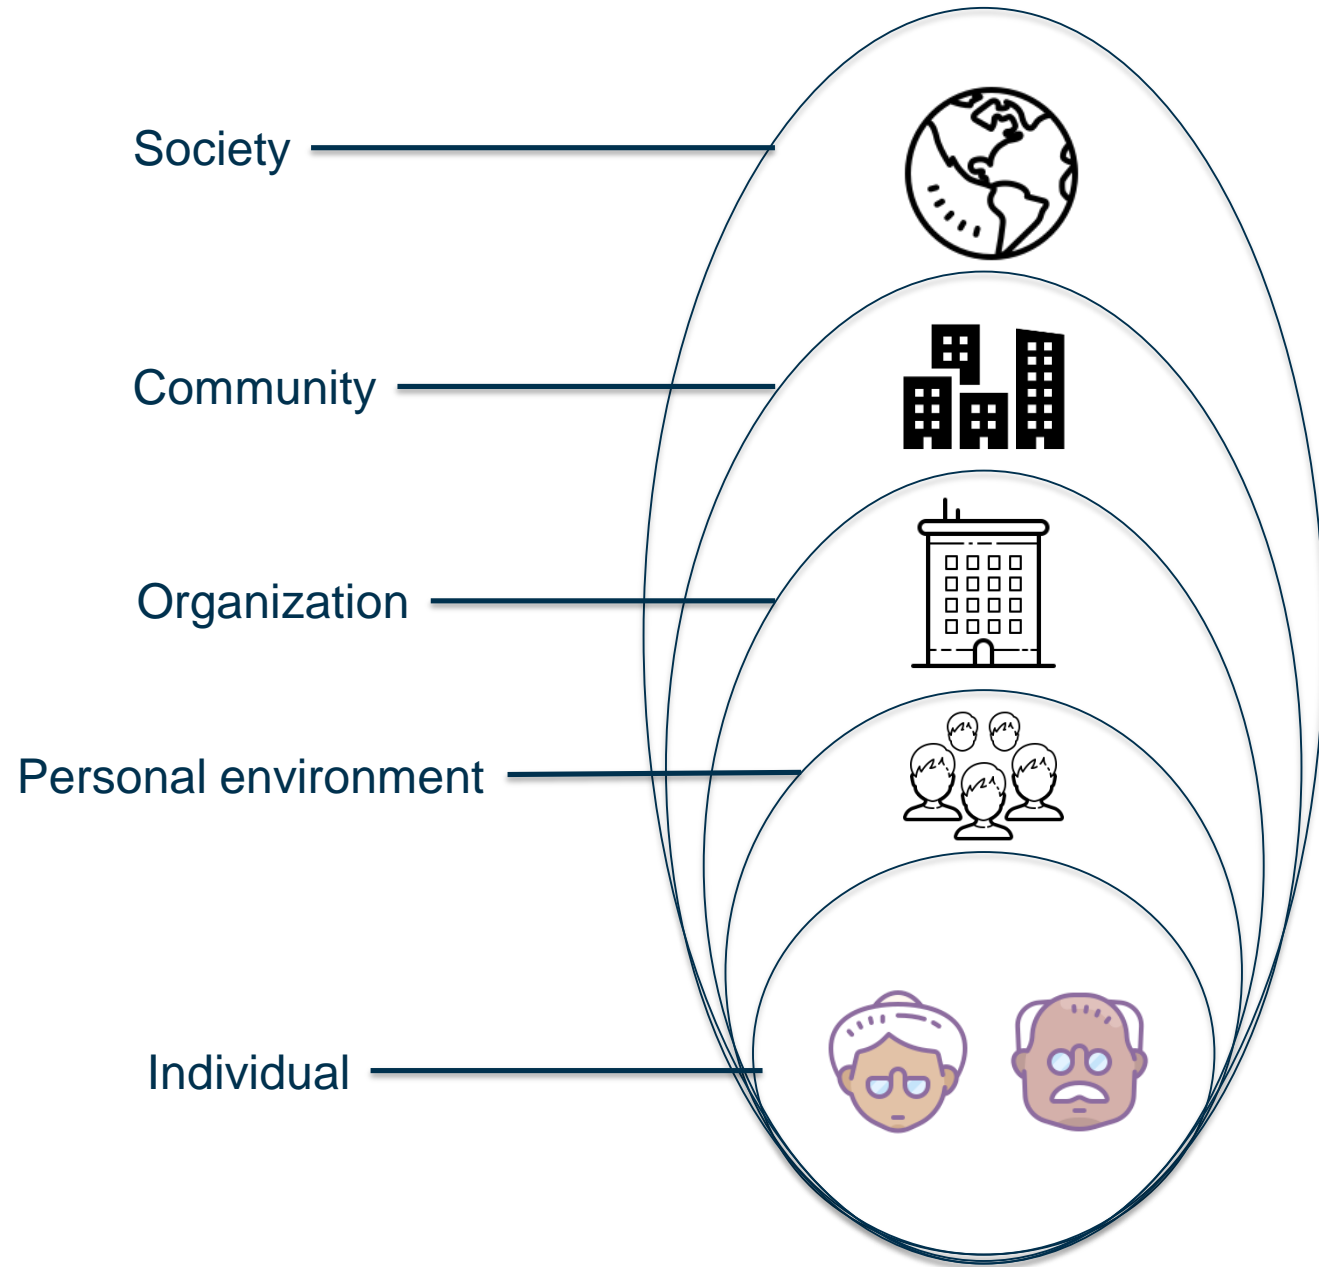 Society
Community
Organization
Personal environment
Individual